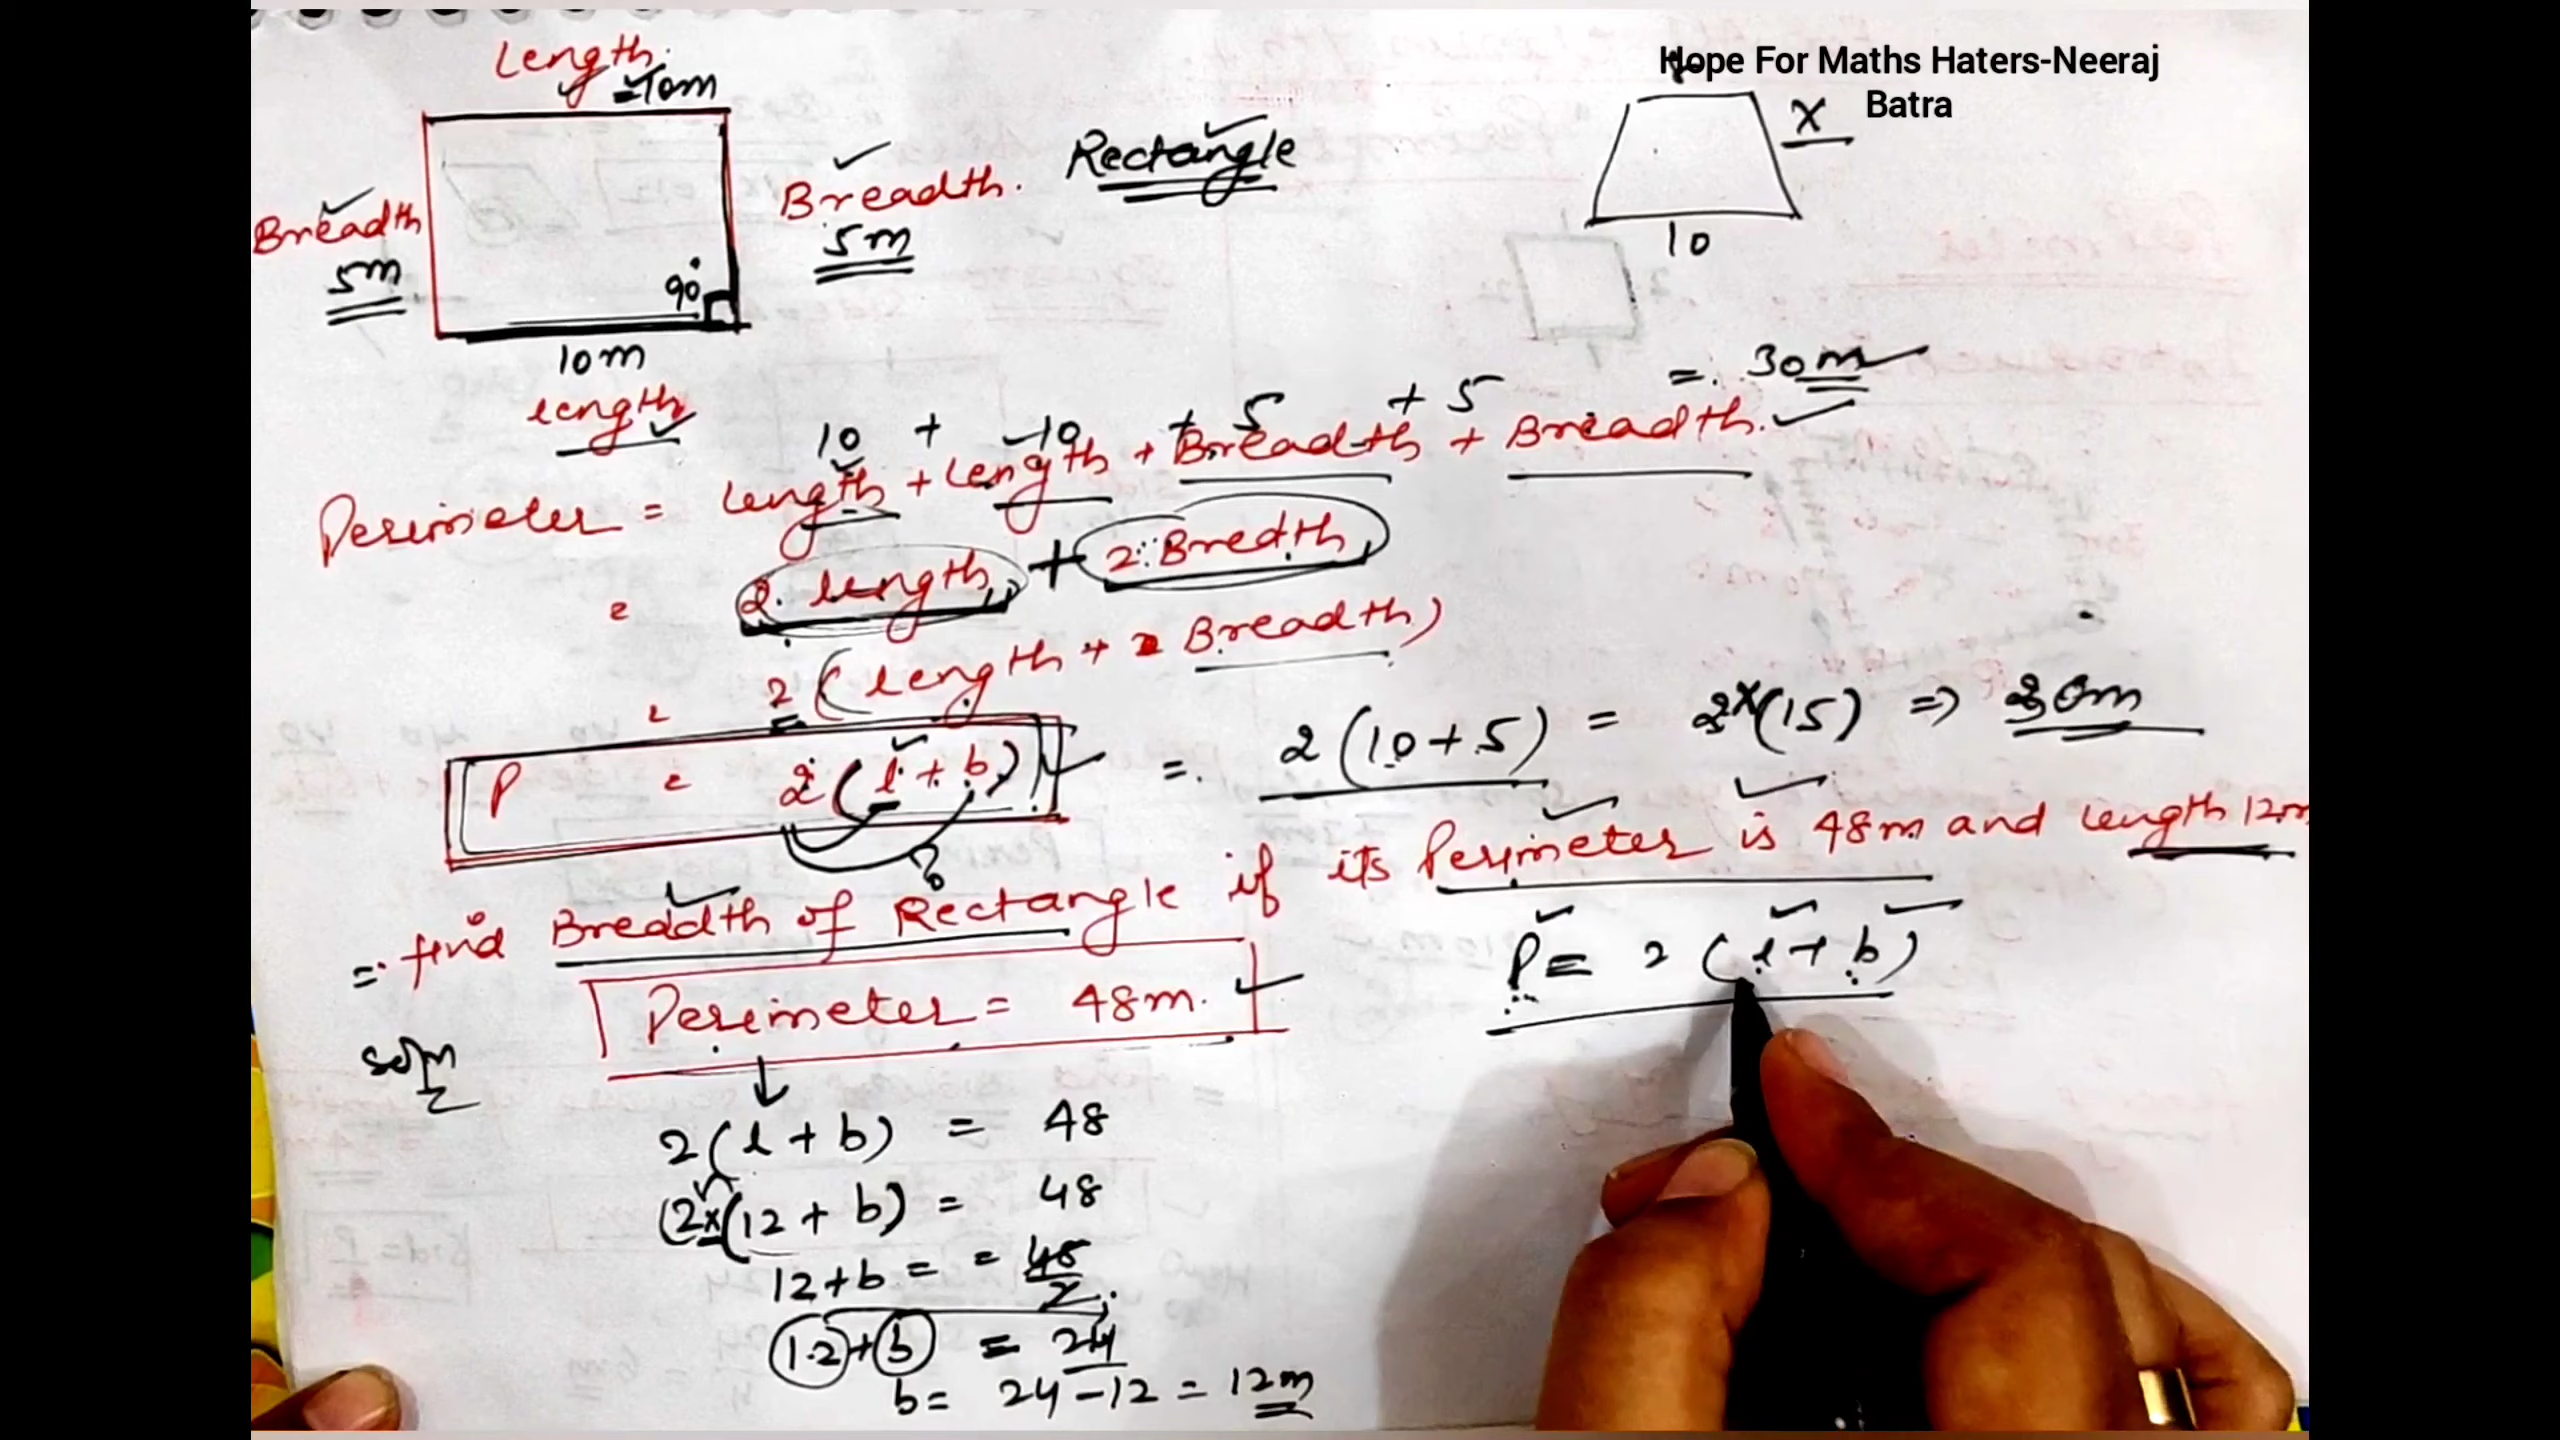 Hope For Maths Haters-Neeraj
Batra
Length
= 10m
Rectangle
X
10
Breadth
5m
Breadth.
5m
90°
10m
length
10 + 10 + 5 + 5 = 30m
Perimeter = length + length + Breadth + Breadth.
= 2. length + 2. Bredth
= 2 (length + Breadth)
P = 2 (l + b) = 2 (10 + 5) = 2 x (15) ⇒ 30m
= find Breadth of Rectangle if its Perimeter is 48m and length 12m
Perimeter = 48m.
P = 2 (l + b)
Soln
2 (l + b) = 48
(2 x (12 + b) = 48
12 + b = = 48/2
12 + b = 24
b = 24 - 12 = 12m